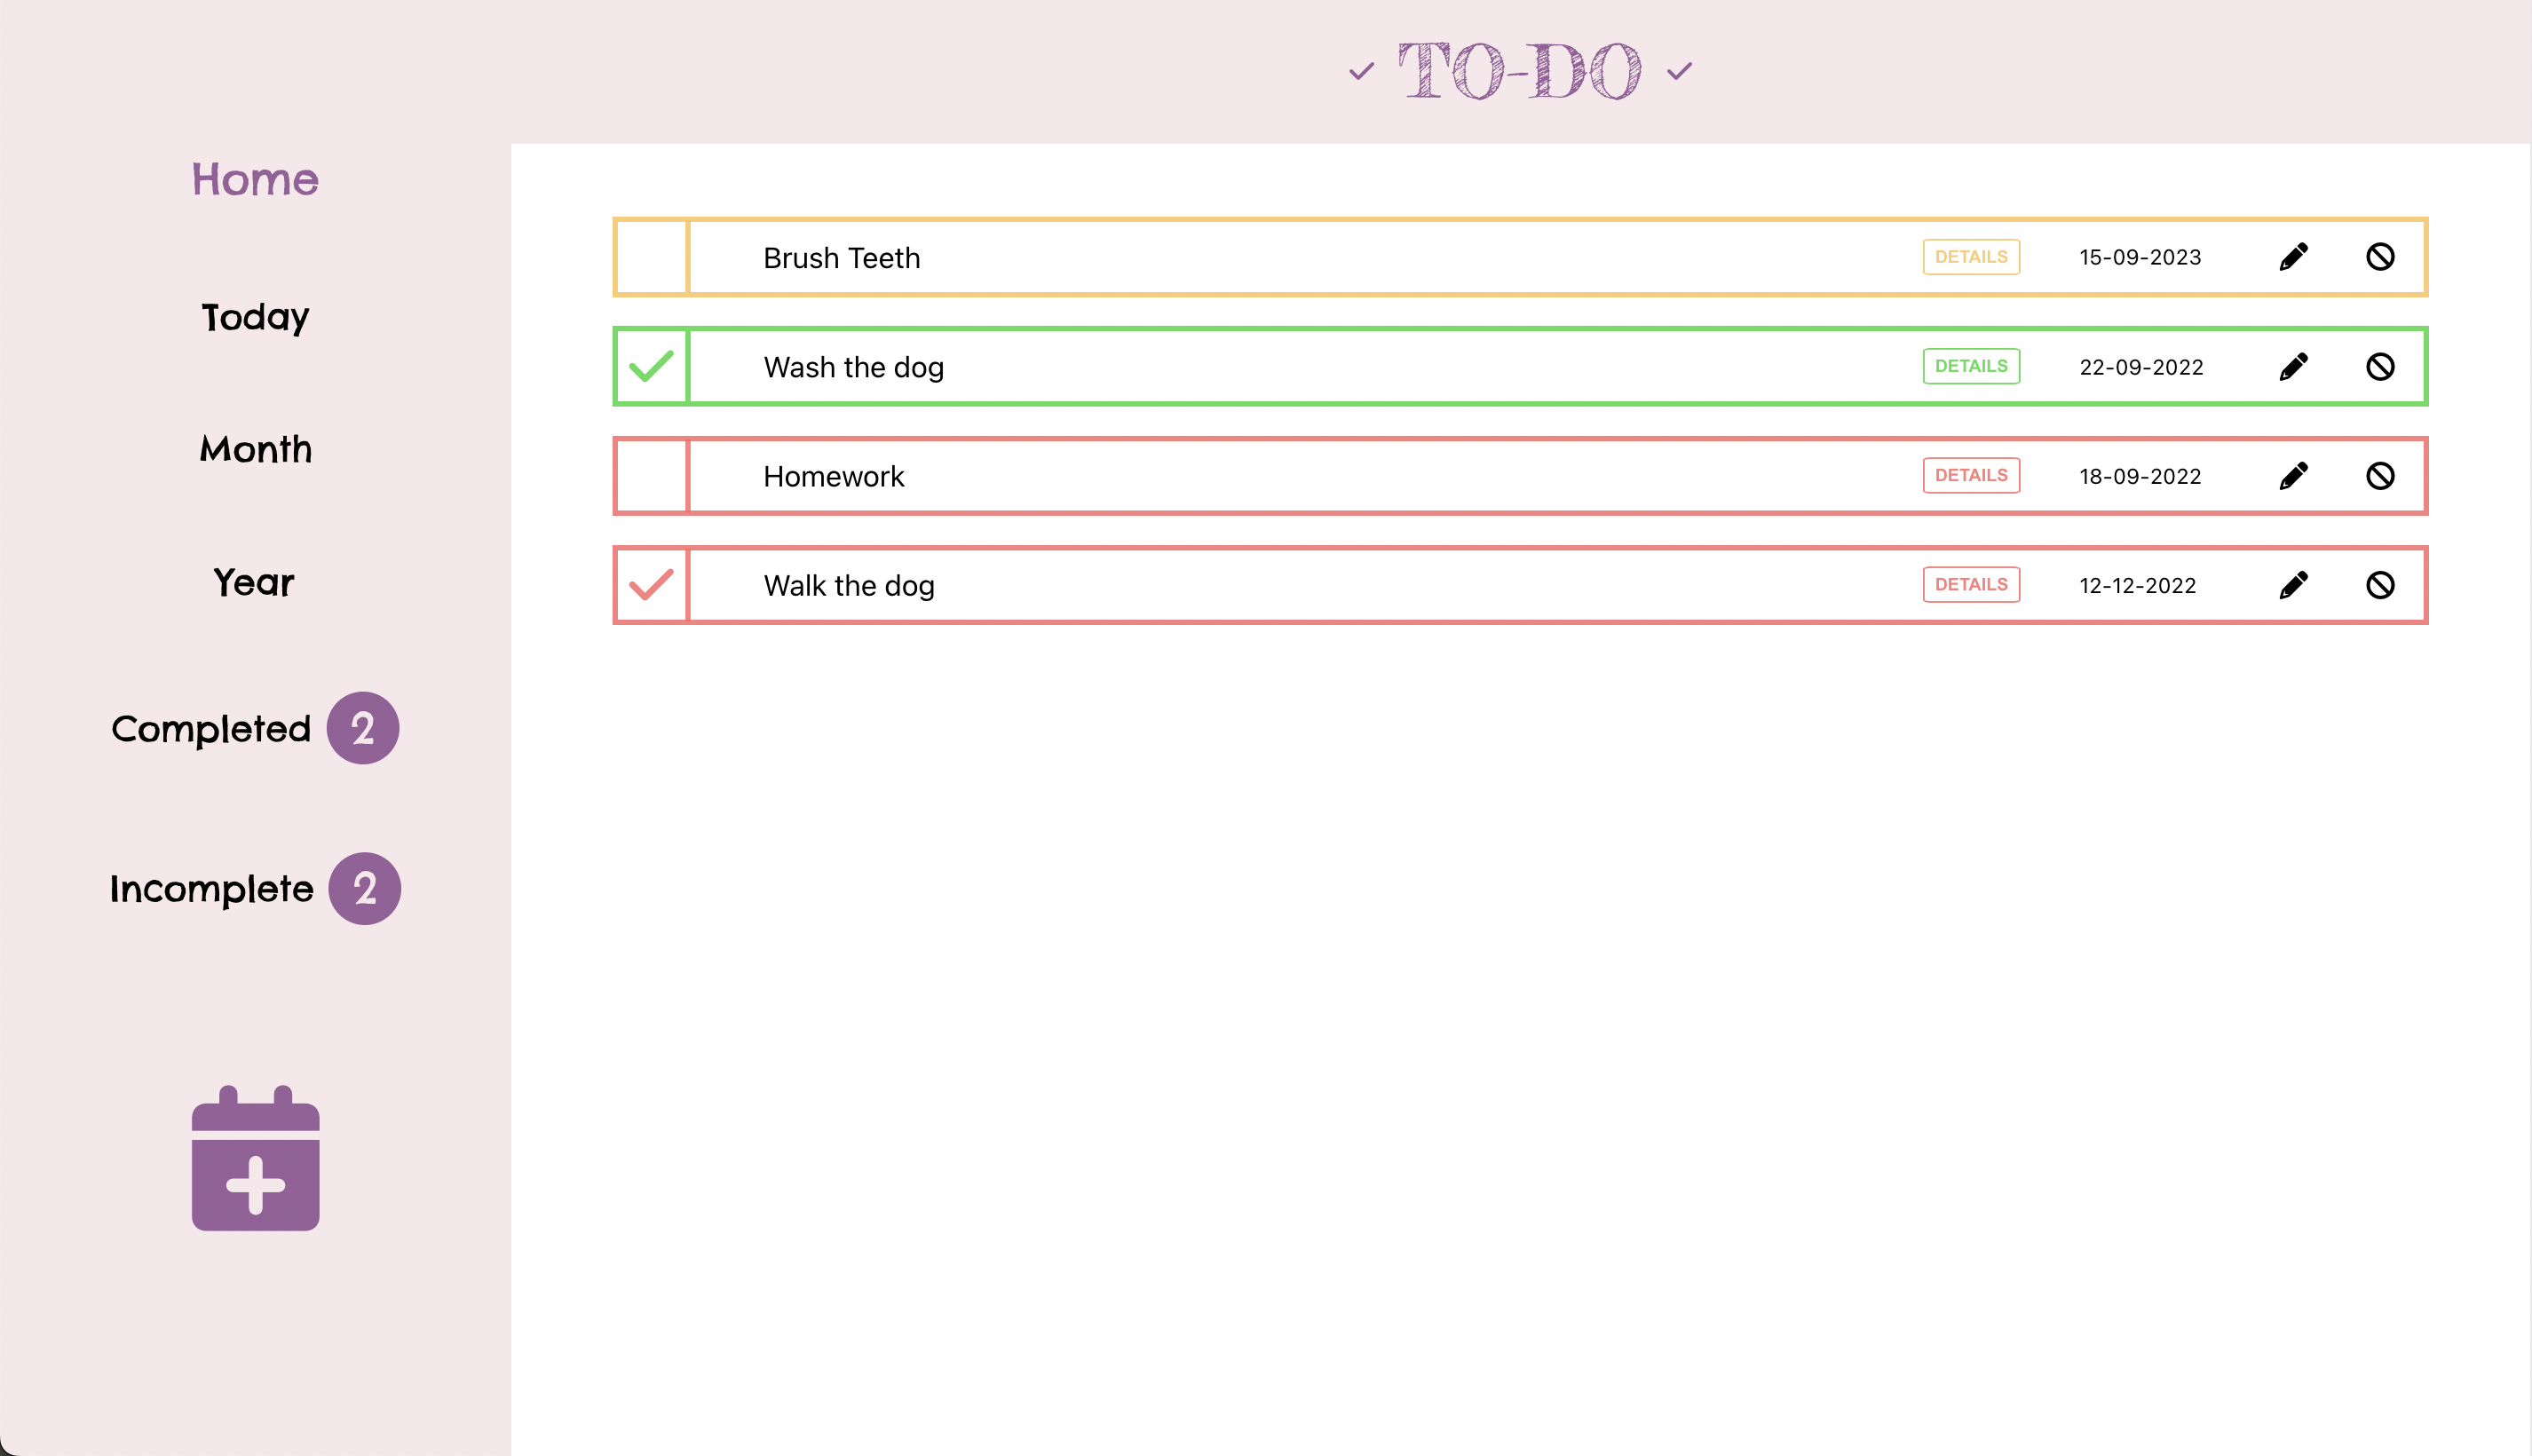 TO-DO
Home
Today
Month
Year
Completed 2
Incomplete 2
Brush Teeth DETAILS 15-09-2023
Wash the dog DETAILS 22-09-2022
Homework DETAILS 18-09-2022
Walk the dog DETAILS 12-12-2022